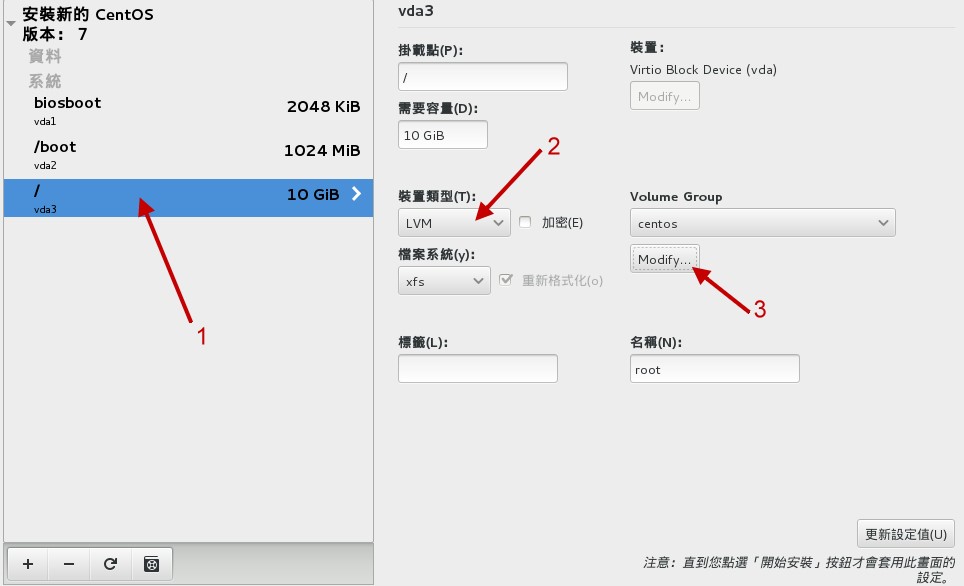 安裝新的 CentOS
版本： 7
資料
系統
biosboot
2048 KiB
vda1
/boot
1024 MiB
vda2
/
10 GiB
vda3
1
vda3
掛載點(P):
/
需要容量(D):
10 GiB
裝置：
Virtio Block Device (vda)
Modify...
2
裝置類型(T):
LVM
加密(E)
檔案系統(y):
xfs
重新格式化(o)
Volume Group
centos
Modify...
3
標籤(L):
名稱(N):
root
更新設定值(U)
注意：直到您點選「開始安裝」按鈕才會套用此畫面的
設定。